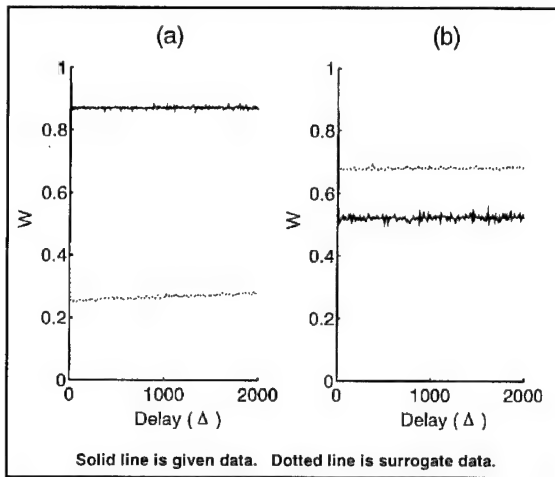 (a)
(b)
1
0.8
0.6
0.4
0.2
0
W
0
1000
2000
Delay ( Δ )
1
0.8
0.6
0.4
0.2
0
W
0
1000
2000
Delay ( Δ )
Solid line is given data. Dotted line is surrogate data.